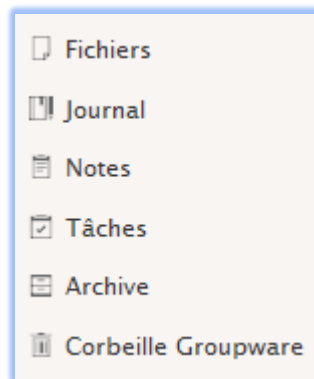 Fichiers
Journal
Notes
Tâches
Archive
Corbeille Groupware